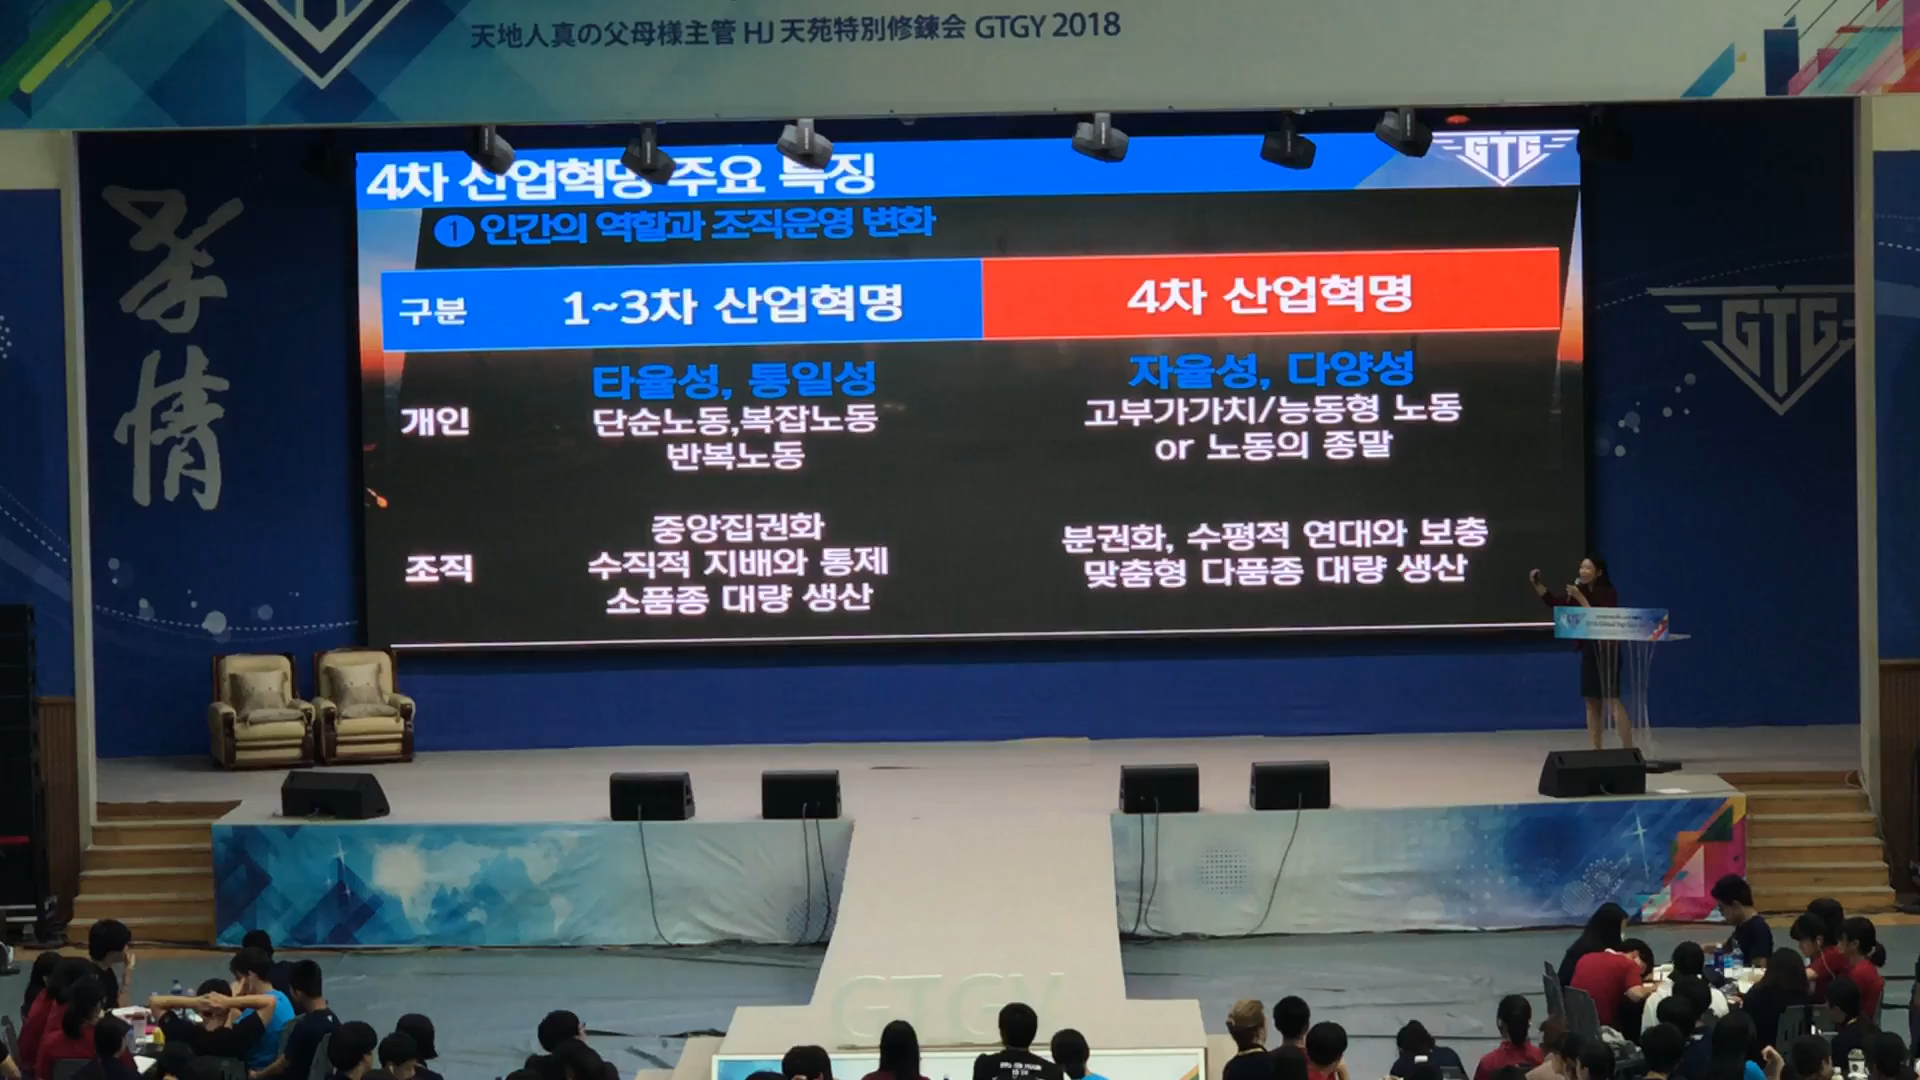 天地人真の父母様主管 HJ 天苑特別修錬会 GTGY 2018
4차 산업혁명 주요 특징
GTG
❶ 인간의 역할과 조직운영 변화
구분 1~3차 산업혁명 4차 산업혁명
타율성, 통일성 자율성, 다양성
개인 단순노동,복잡노동 고부가가치/능동형 노동
반복노동 or 노동의 종말
중앙집권화 분권화, 수평적 연대와 보충
조직 수직적 지배와 통제 맞춤형 다품종 대량 생산
소품종 대량 생산
孝情
GTG
GTGY